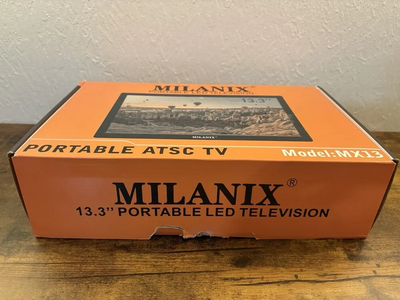 MILANIX®
13.3"
MILANIX
PORTABLE ATSC TV
Model:MX13
MILANIX®
13.3" PORTABLE LED TELEVISION